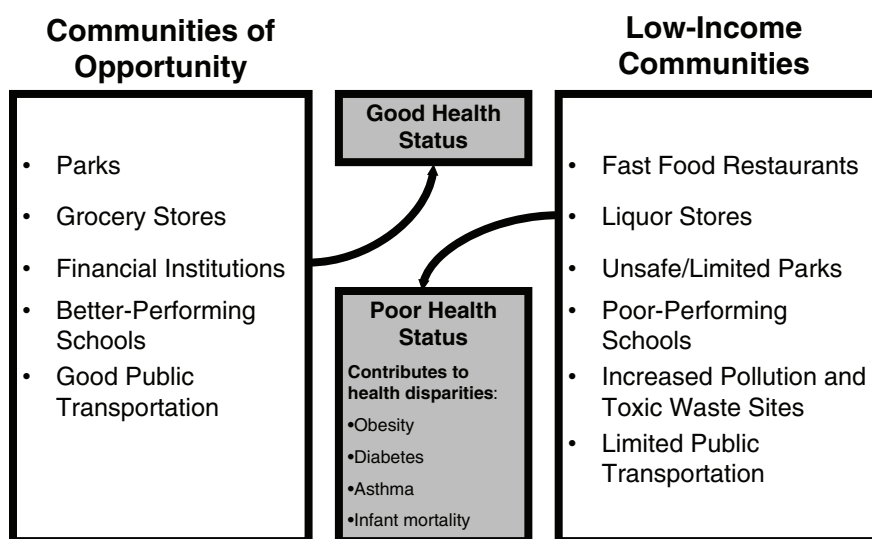 Communities of
Opportunity
• Parks
• Grocery Stores
• Financial Institutions
• Better-Performing
Schools
• Good Public
Transportation
Good Health
Status
Poor Health
Status
Contributes to
health disparities:
•Obesity
•Diabetes
•Asthma
•Infant mortality
Low-Income
Communities
• Fast Food Restaurants
• Liquor Stores
• Unsafe/Limited Parks
• Poor-Performing
Schools
• Increased Pollution and
Toxic Waste Sites
• Limited Public
Transportation